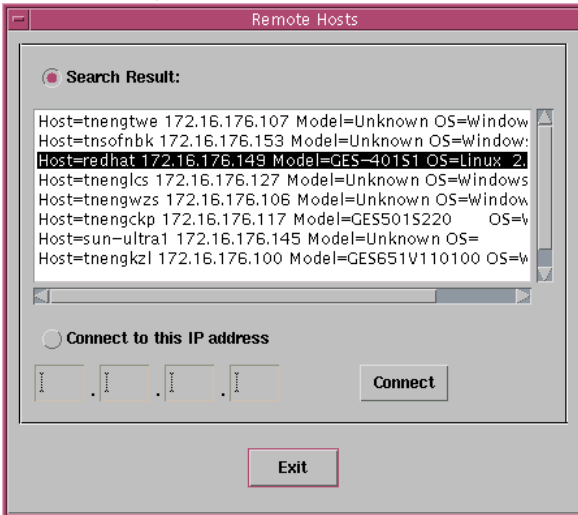 Remote Hosts
Search Result:
Host=tnengtwe 172.16.176.107 Model=Unknown OS=Window
Host=tnsofnbk 172.16.176.153 Model=Unknown OS=Window
Host=redhat 172.16.176.149 Model=GES-401S1 OS=Linux 2.
Host=tnenglcs 172.16.176.127 Model=Unknown OS=Windows
Host=tnengwzs 172.16.176.106 Model=Unknown OS=Window
Host=tnengckp 172.16.176.117 Model=GES501S220 OS=W
Host=sun-ultra1 172.16.176.145 Model=Unknown OS=
Host=tnengkzl 172.16.176.100 Model=GES651V110100 OS=W
Connect to this IP address
. . .
Connect
Exit